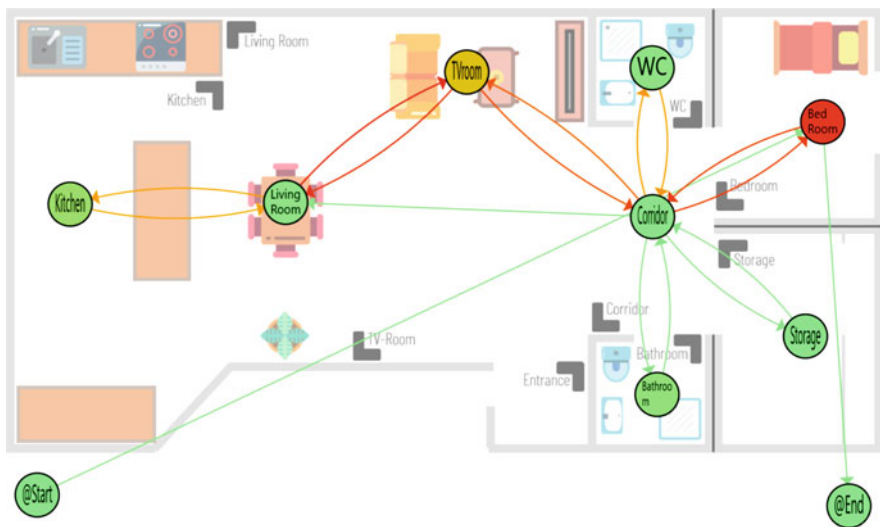 Living Room
Kitchen
TVroom
WC
WC
Bed
Room
Bedroom
Kitchen
Living
Room
Corridor
Storage
Corridor
TV-Room
Entrance
Bathroom
Bathroo
m
Storage
@Start
@End